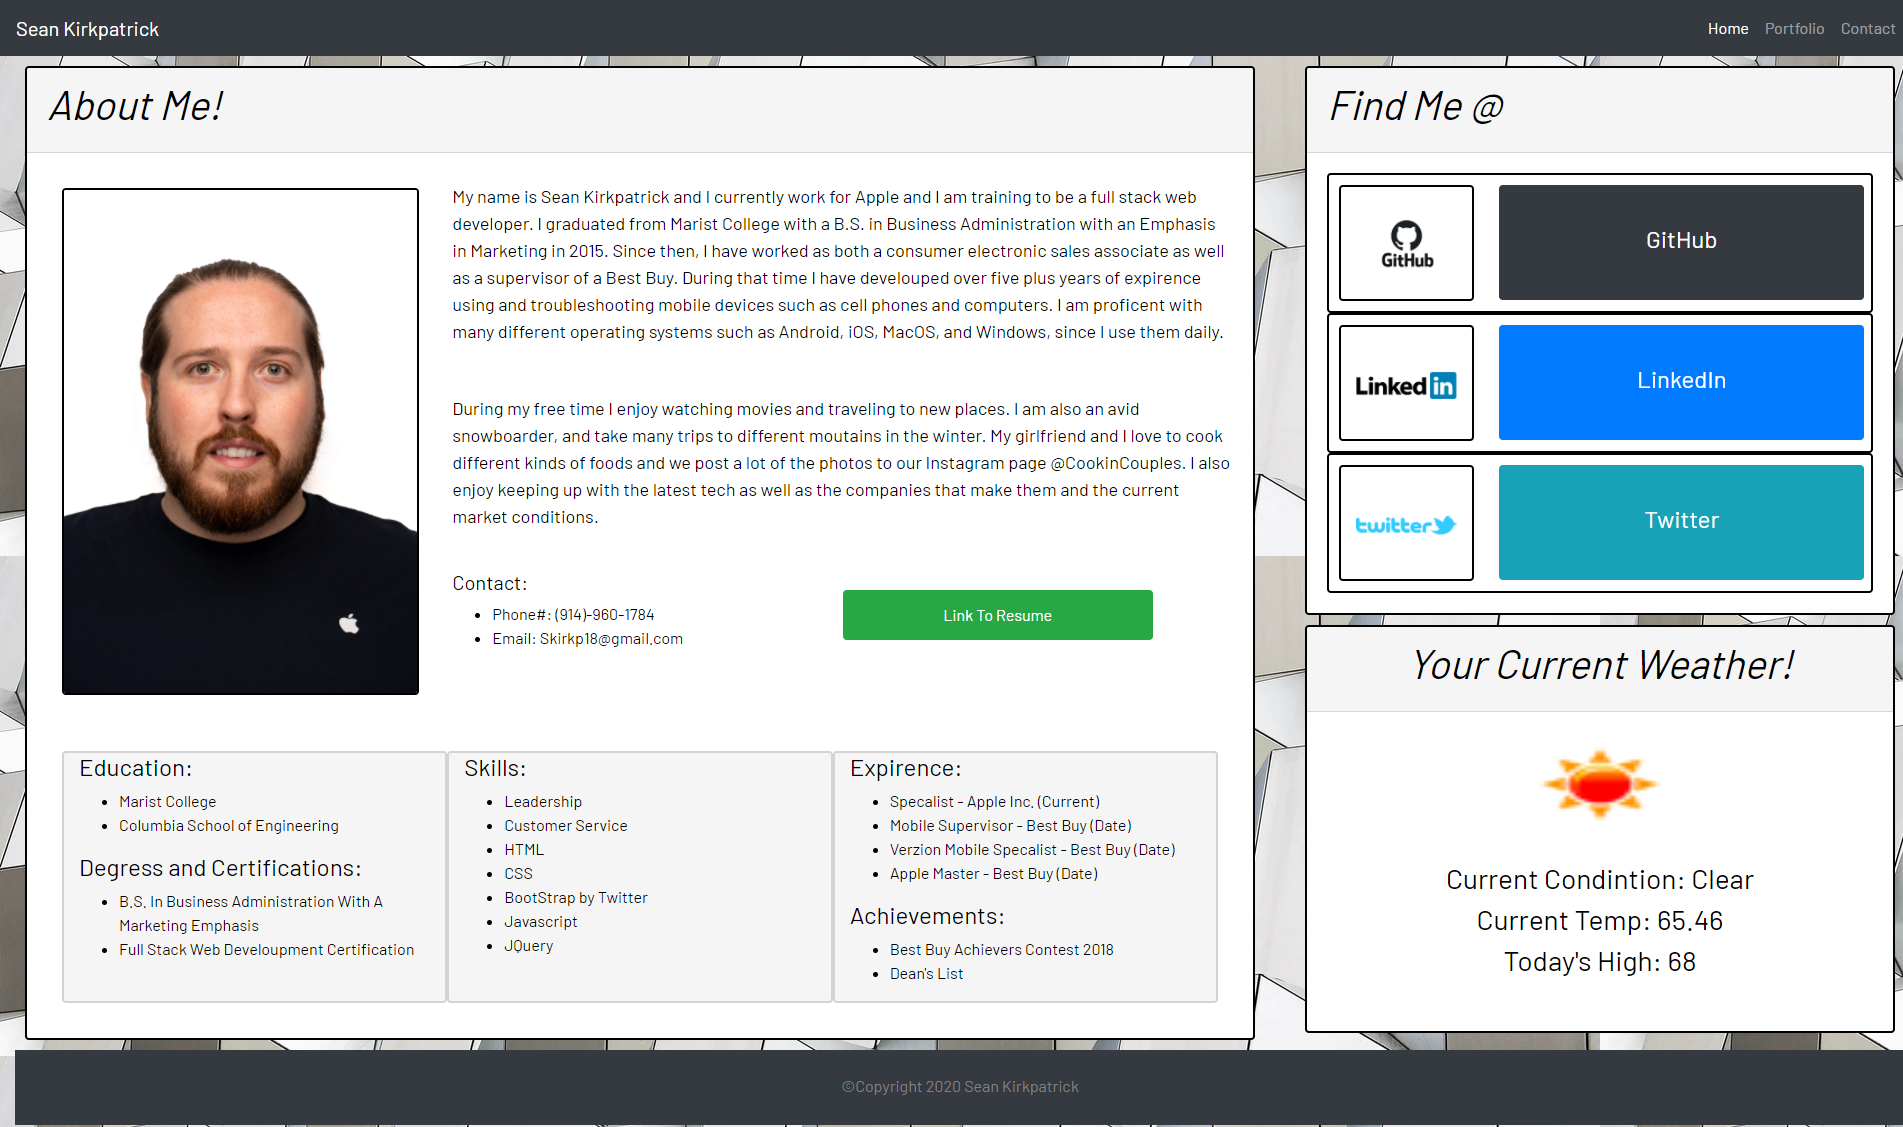 Sean Kirkpatrick
Home Portfolio Contact
About Me!
My name is Sean Kirkpatrick and I currently work for Apple and I am training to be a full stack web
developer. I graduated from Marist College with a B.S. in Business Administration with an Emphasis
in Marketing in 2015. Since then, I have worked as both a consumer electronic sales associate as well
as a supervisor of a Best Buy. During that time I have develouped over five plus years of expirence
using and troubleshooting mobile devices such as cell phones and computers. I am proficent with
many different operating systems such as Android, iOS, MacOS, and Windows, since I use them daily.
During my free time I enjoy watching movies and traveling to new places. I am also an avid
snowboarder, and take many trips to different moutains in the winter. My girlfriend and I love to cook
different kinds of foods and we post a lot of the photos to our Instagram page @CookinCouples. I also
enjoy keeping up with the latest tech as well as the companies that make them and the current
market conditions.
Contact:
Phone#: (914)-960-1784
Email: Skirkp18@gmail.com
Link To Resume
Education:
Marist College
Columbia School of Engineering
Degress and Certifications:
B.S. In Business Administration With A
Marketing Emphasis
Full Stack Web Develoupment Certification
Skills:
Leadership
Customer Service
HTML
CSS
BootStrap by Twitter
Javascript
JQuery
Expirence:
Specalist - Apple Inc. (Current)
Mobile Supervisor - Best Buy (Date)
Verzion Mobile Specalist - Best Buy (Date)
Apple Master - Best Buy (Date)
Achievements:
Best Buy Achievers Contest 2018
Dean's List
Find Me @
GitHub
GitHub
Linked in
LinkedIn
twitter
Twitter
Your Current Weather!
Current Condintion: Clear
Current Temp: 65.46
Today's High: 68
©Copyright 2020 Sean Kirkpatrick